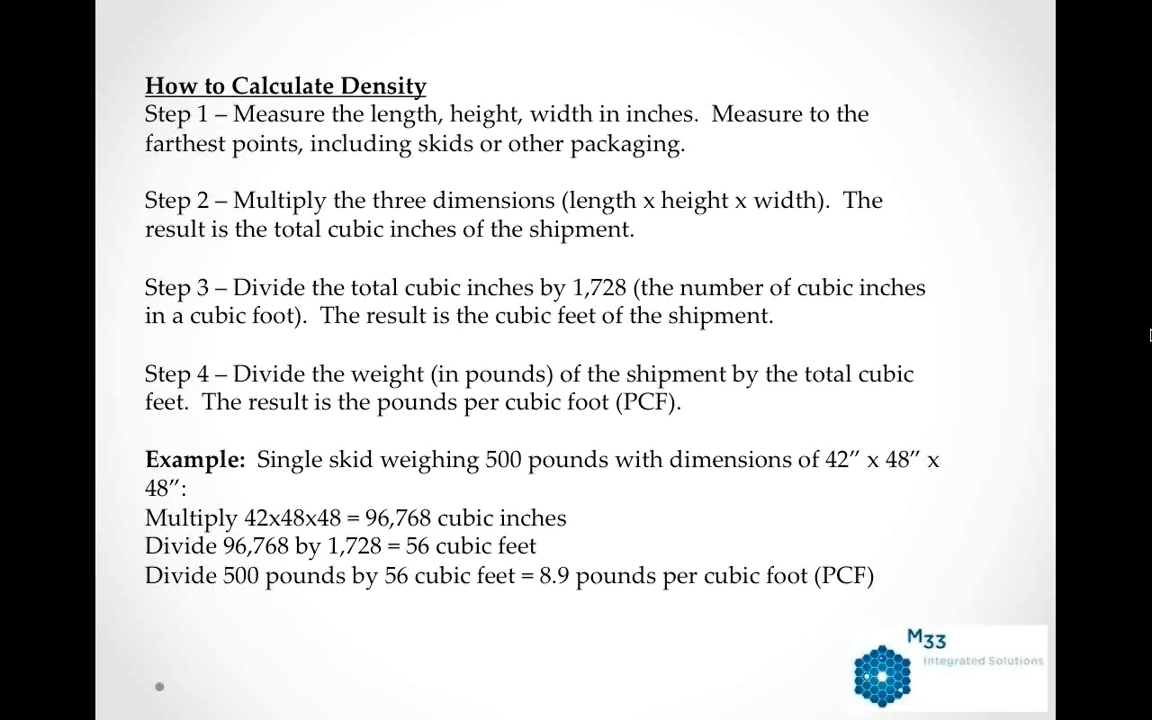 How to Calculate Density
Step 1 – Measure the length, height, width in inches.  Measure to the
farthest points, including skids or other packaging.
Step 2 – Multiply the three dimensions (length x height x width).  The
result is the total cubic inches of the shipment.
Step 3 – Divide the total cubic inches by 1,728 (the number of cubic inches
in a cubic foot).  The result is the cubic feet of the shipment.
Step 4 – Divide the weight (in pounds) of the shipment by the total cubic
feet.  The result is the pounds per cubic foot (PCF).
Example:  Single skid weighing 500 pounds with dimensions of 42” x 48” x
48”:
Multiply 42x48x48 = 96,768 cubic inches
Divide 96,768 by 1,728 = 56 cubic feet
Divide 500 pounds by 56 cubic feet = 8.9 pounds per cubic foot (PCF)
M33
Integrated Solutions